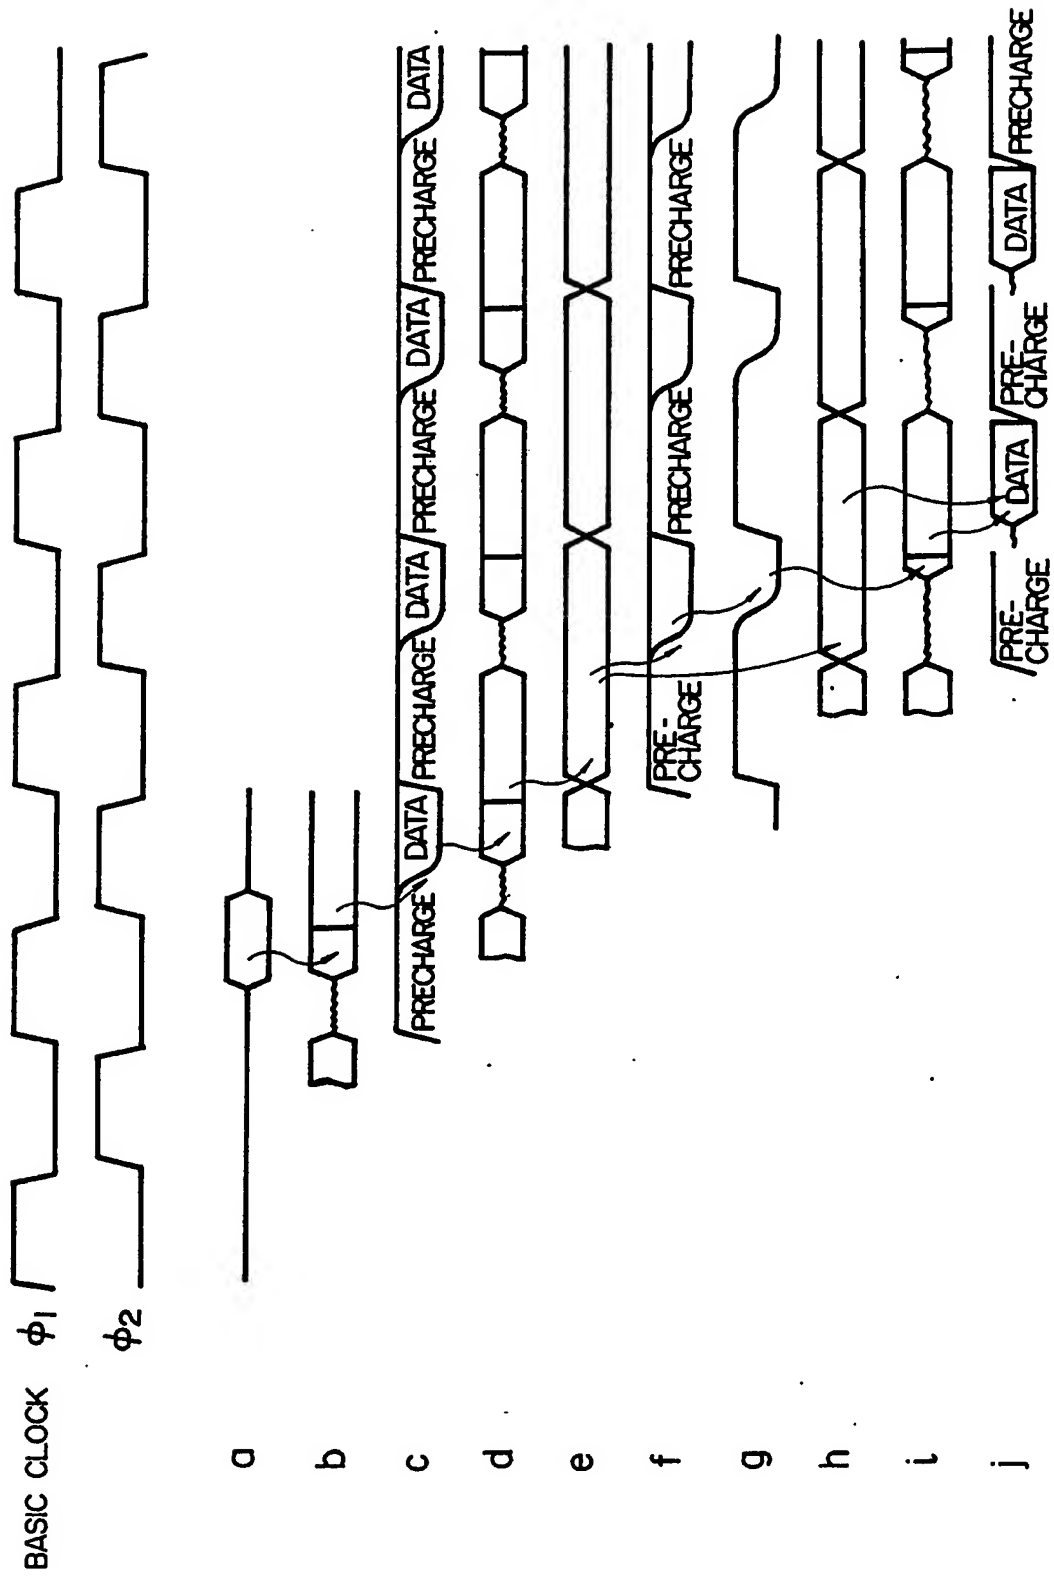 BASIC CLOCK φ1
φ2
a
b
c PRECHARGE DATA PRECHARGE DATA PRECHARGE DATA PRECHARGE DATA
d
e
f PRE-
CHARGE PRECHARGE PRECHARGE
g
h
i
j PRE-
CHARGE DATA PRE-
CHARGE DATA PRECHARGE